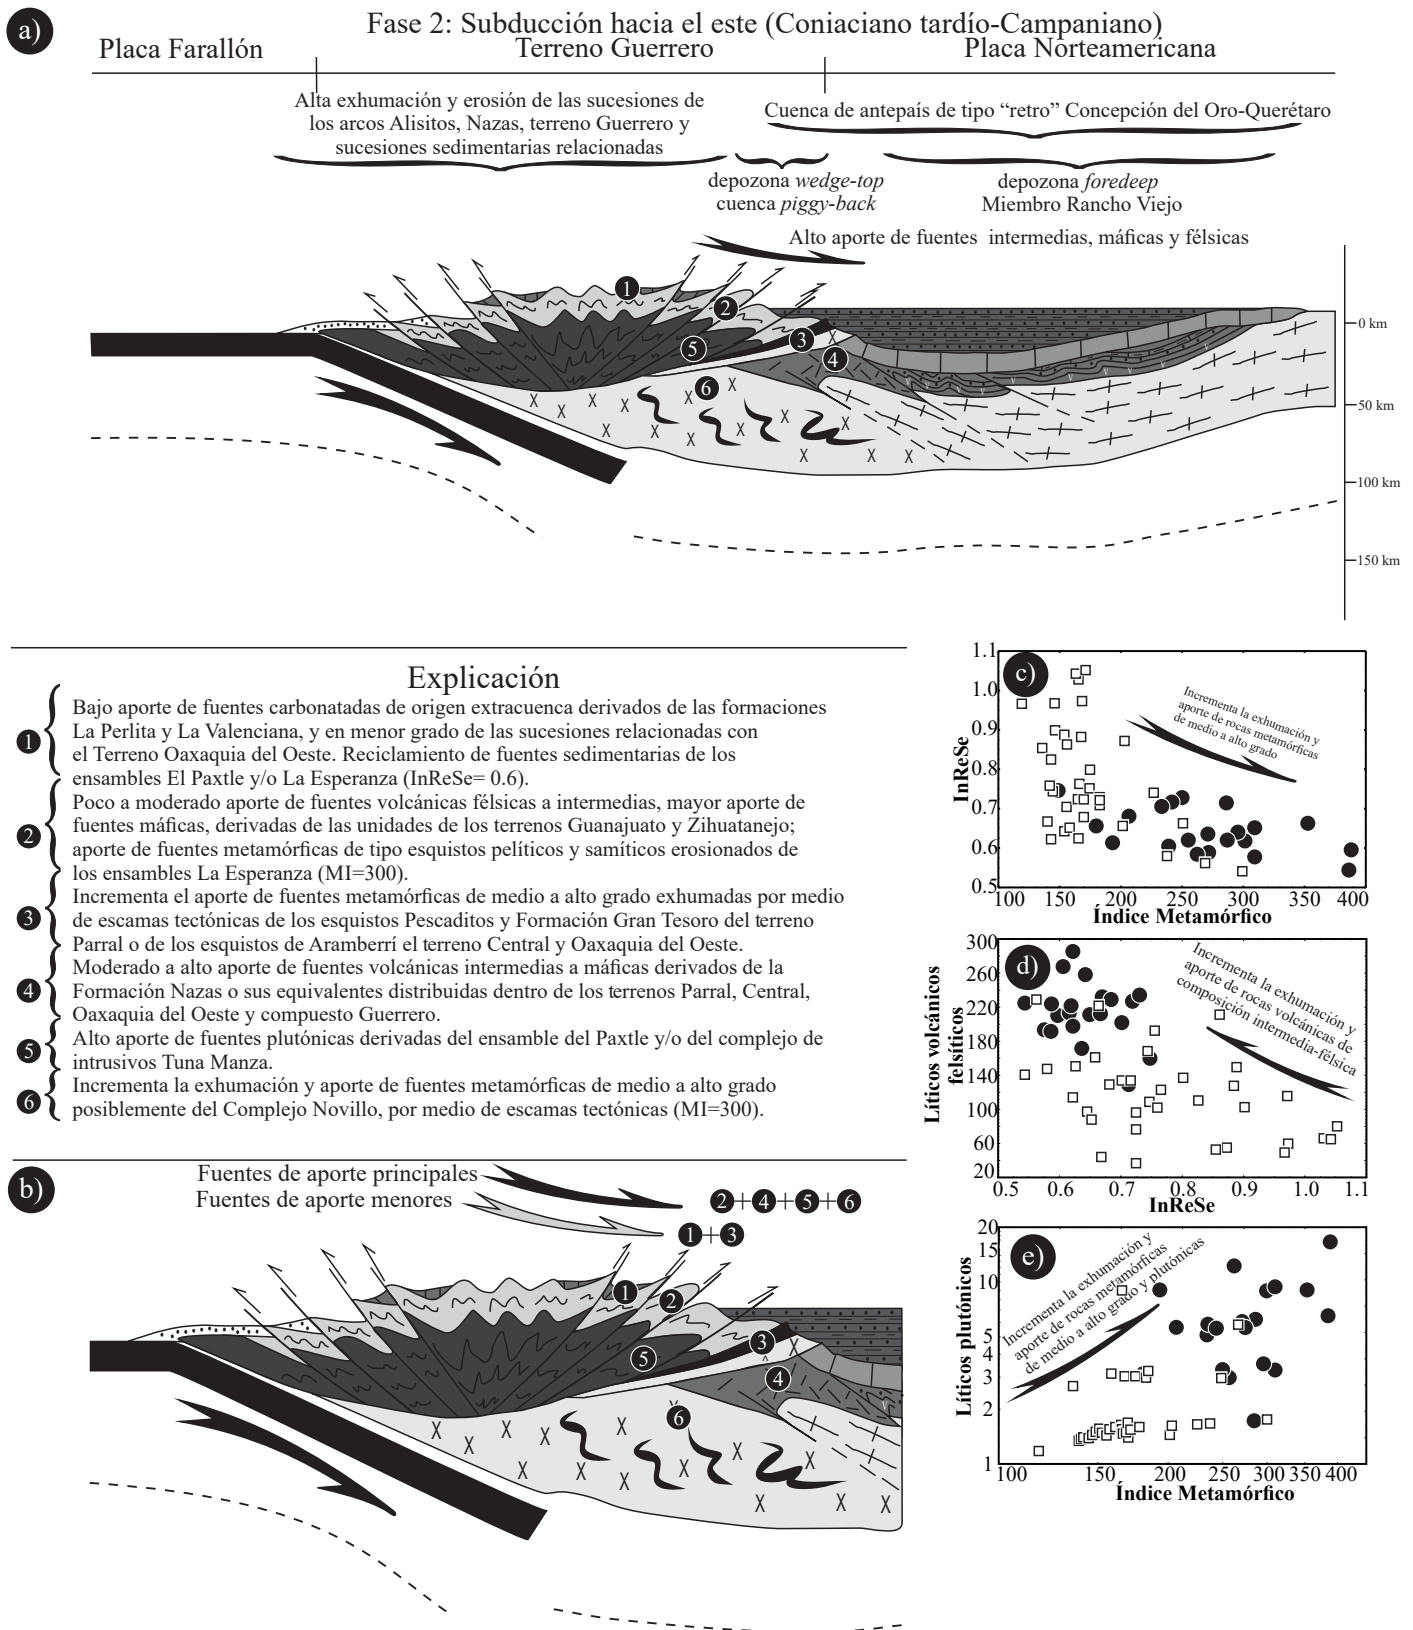 a)
Fase 2: Subducción hacia el este (Coniaciano tardío-Campaniano)
Placa Farallón
Terreno Guerrero
Placa Norteamericana
Alta exhumación y erosión de las sucesiones de
los arcos Alisitos, Nazas, terreno Guerrero y
sucesiones sedimentarias relacionadas
Cuenca de antepaís de tipo “retro” Concepción del Oro-Querétaro
depozona wedge-top
cuenca piggy-back
depozona foredeep
Miembro Rancho Viejo
Alto aporte de fuentes intermedias, máficas y félsicas
1
2
3
4
5
6
0 km
50 km
100 km
150 km
Explicación
1
Bajo aporte de fuentes carbonatadas de origen extracuenca derivados de las formaciones
La Perlita y La Valenciana, y en menor grado de las sucesiones relacionadas con
el Terreno Oaxaquia del Oeste. Reciclamiento de fuentes sedimentarias de los
ensambles El Paxtle y/o La Esperanza (InReSe= 0.6).
2
Poco a moderado aporte de fuentes volcánicas félsicas a intermedias, mayor aporte de
fuentes máficas, derivadas de las unidades de los terrenos Guanajuato y Zihuatanejo;
aporte de fuentes metamórficas de tipo esquistos pelíticos y samíticos erosionados de
los ensambles La Esperanza (MI=300).
3
Incrementa el aporte de fuentes metamórficas de medio a alto grado exhumadas por medio
de escamas tectónicas de los esquistos Pescaditos y Formación Gran Tesoro del terreno
Parral o de los esquistos de Aramberrí el terreno Central y Oaxaquia del Oeste.
4
Moderado a alto aporte de fuentes volcánicas intermedias a máficas derivados de la
Formación Nazas o sus equivalentes distribuidas dentro de los terrenos Parral, Central,
Oaxaquia del Oeste y compuesto Guerrero.
5
Alto aporte de fuentes plutónicas derivadas del ensamble del Paxtle y/o del complejo de
intrusivos Tuna Manza.
6
Incrementa la exhumación y aporte de fuentes metamórficas de medio a alto grado
posiblemente del Complejo Novillo, por medio de escamas tectónicas (MI=300).
b)
Fuentes de aporte principales
2+4+5+6
Fuentes de aporte menores
1+3
1
2
3
4
5
6
c)
Incrementa la exhumación y
aporte de rocas metamórficas
de medio a alto grado
InReSe
1.1
1.0
0.9
0.8
0.7
0.6
0.5
100 150 200 250 300 350 400
Índice Metamórfico
d)
Incrementa la exhumación y
aporte de rocas volcánicas de
composición intermedia-félsica
Líticos volcánicos
felsíticos
300
260
220
180
140
100
60
20
0.5 0.6 0.7 0.8 0.9 1.0 1.1
InReSe
e)
Incrementa la exhumación y
aporte de rocas metamórficas
de medio a alto grado y plutónicas
Líticos plutónicos
20
15
10
5
4
3
2
1
100 150 200 250 300 350 400
Índice Metamórfico